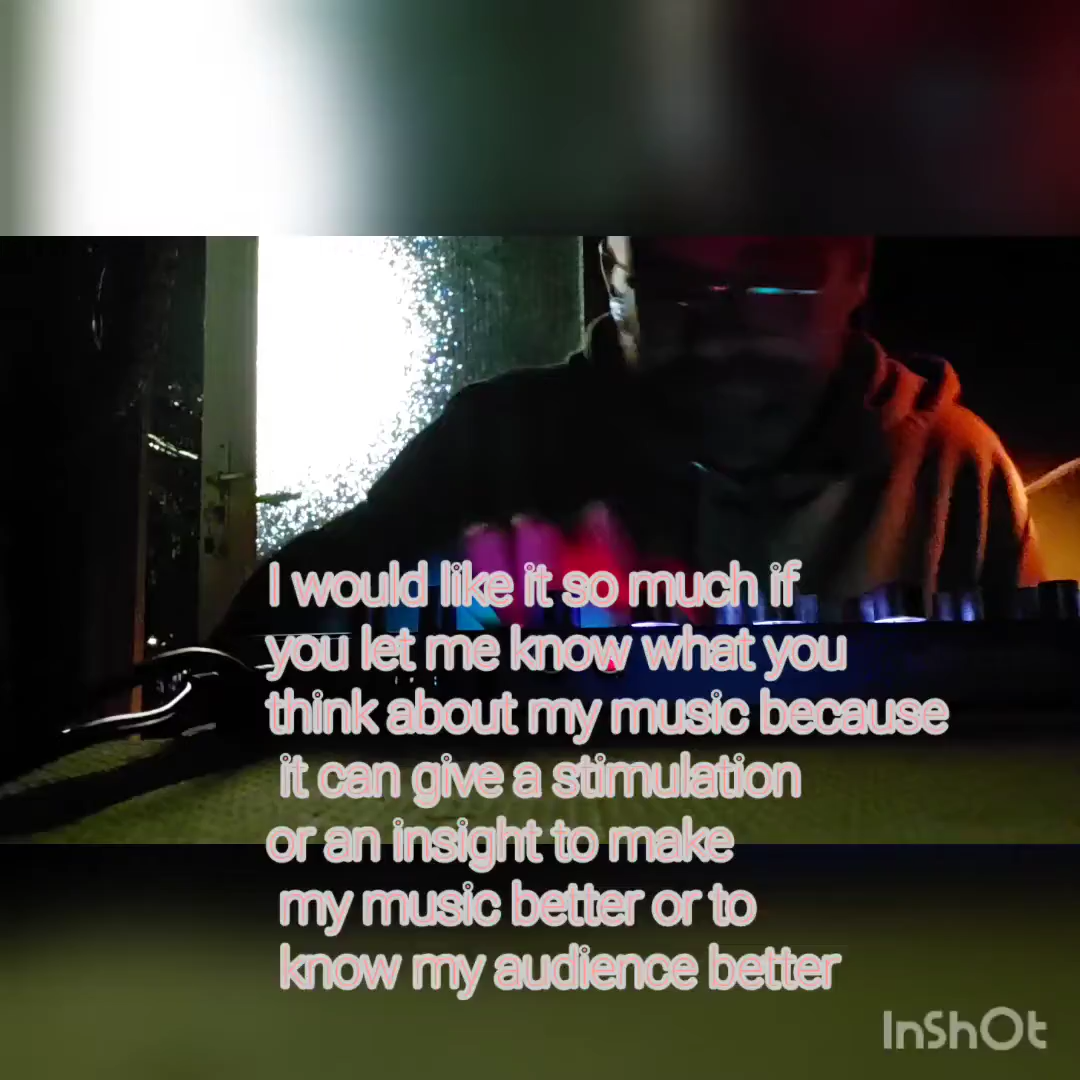 I would like it so much if
you let me know what you
think about my music because
it can give a stimulation
or an insight to make
my music better or to
know my audience better
InShOt